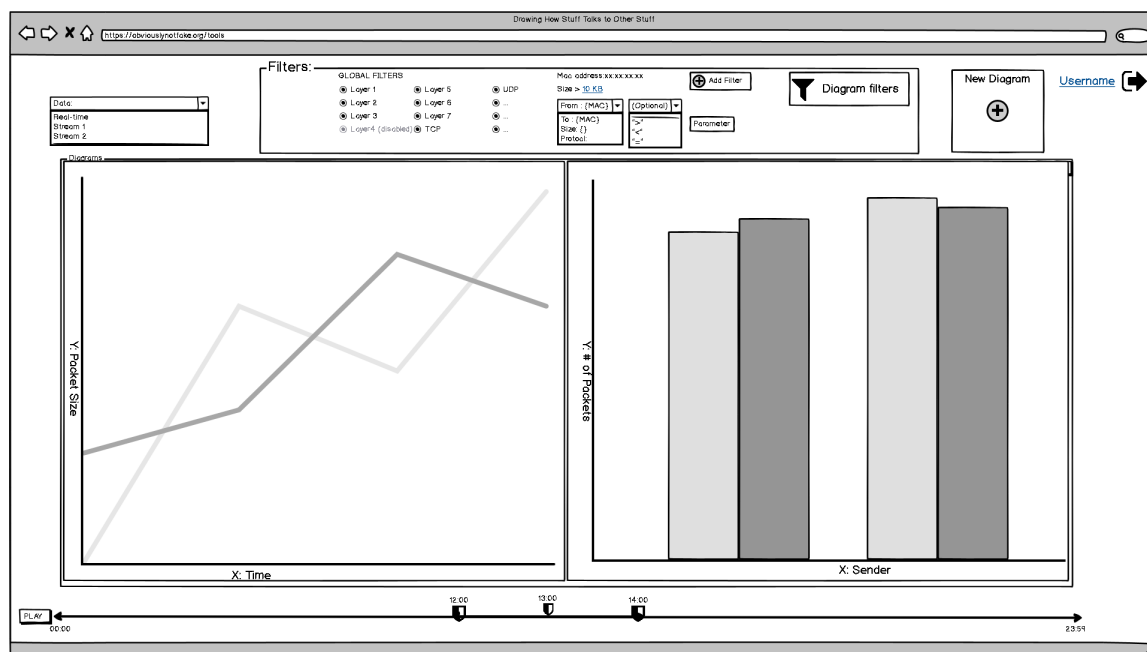 Drawing How Stuff Talks to Other Stuff
https://obviouslynotfake.org/tools
Filters:
GLOBAL FILTERS
Layer 1
Layer 2
Layer 3
Layer4 (disabled)
Layer 5
Layer 6
Layer 7
TCP
UDP
...
...
...
Mac address:xx:xx:xx:xx
Size > 10 KB
From : {MAC}
To : {MAC}
Size: {}
Protool:
(Optional)
">"
"<"
"="
Add Filter
Parameter
Diagram filters
New Diagram
Username
Data:
Real-time
Stream 1
Stream 2
Diagrams
Y: Packet Size
X: Time
Y: # of Packets
X: Sender
PLAY
00:00
12:00
13:00
14:00
23:59